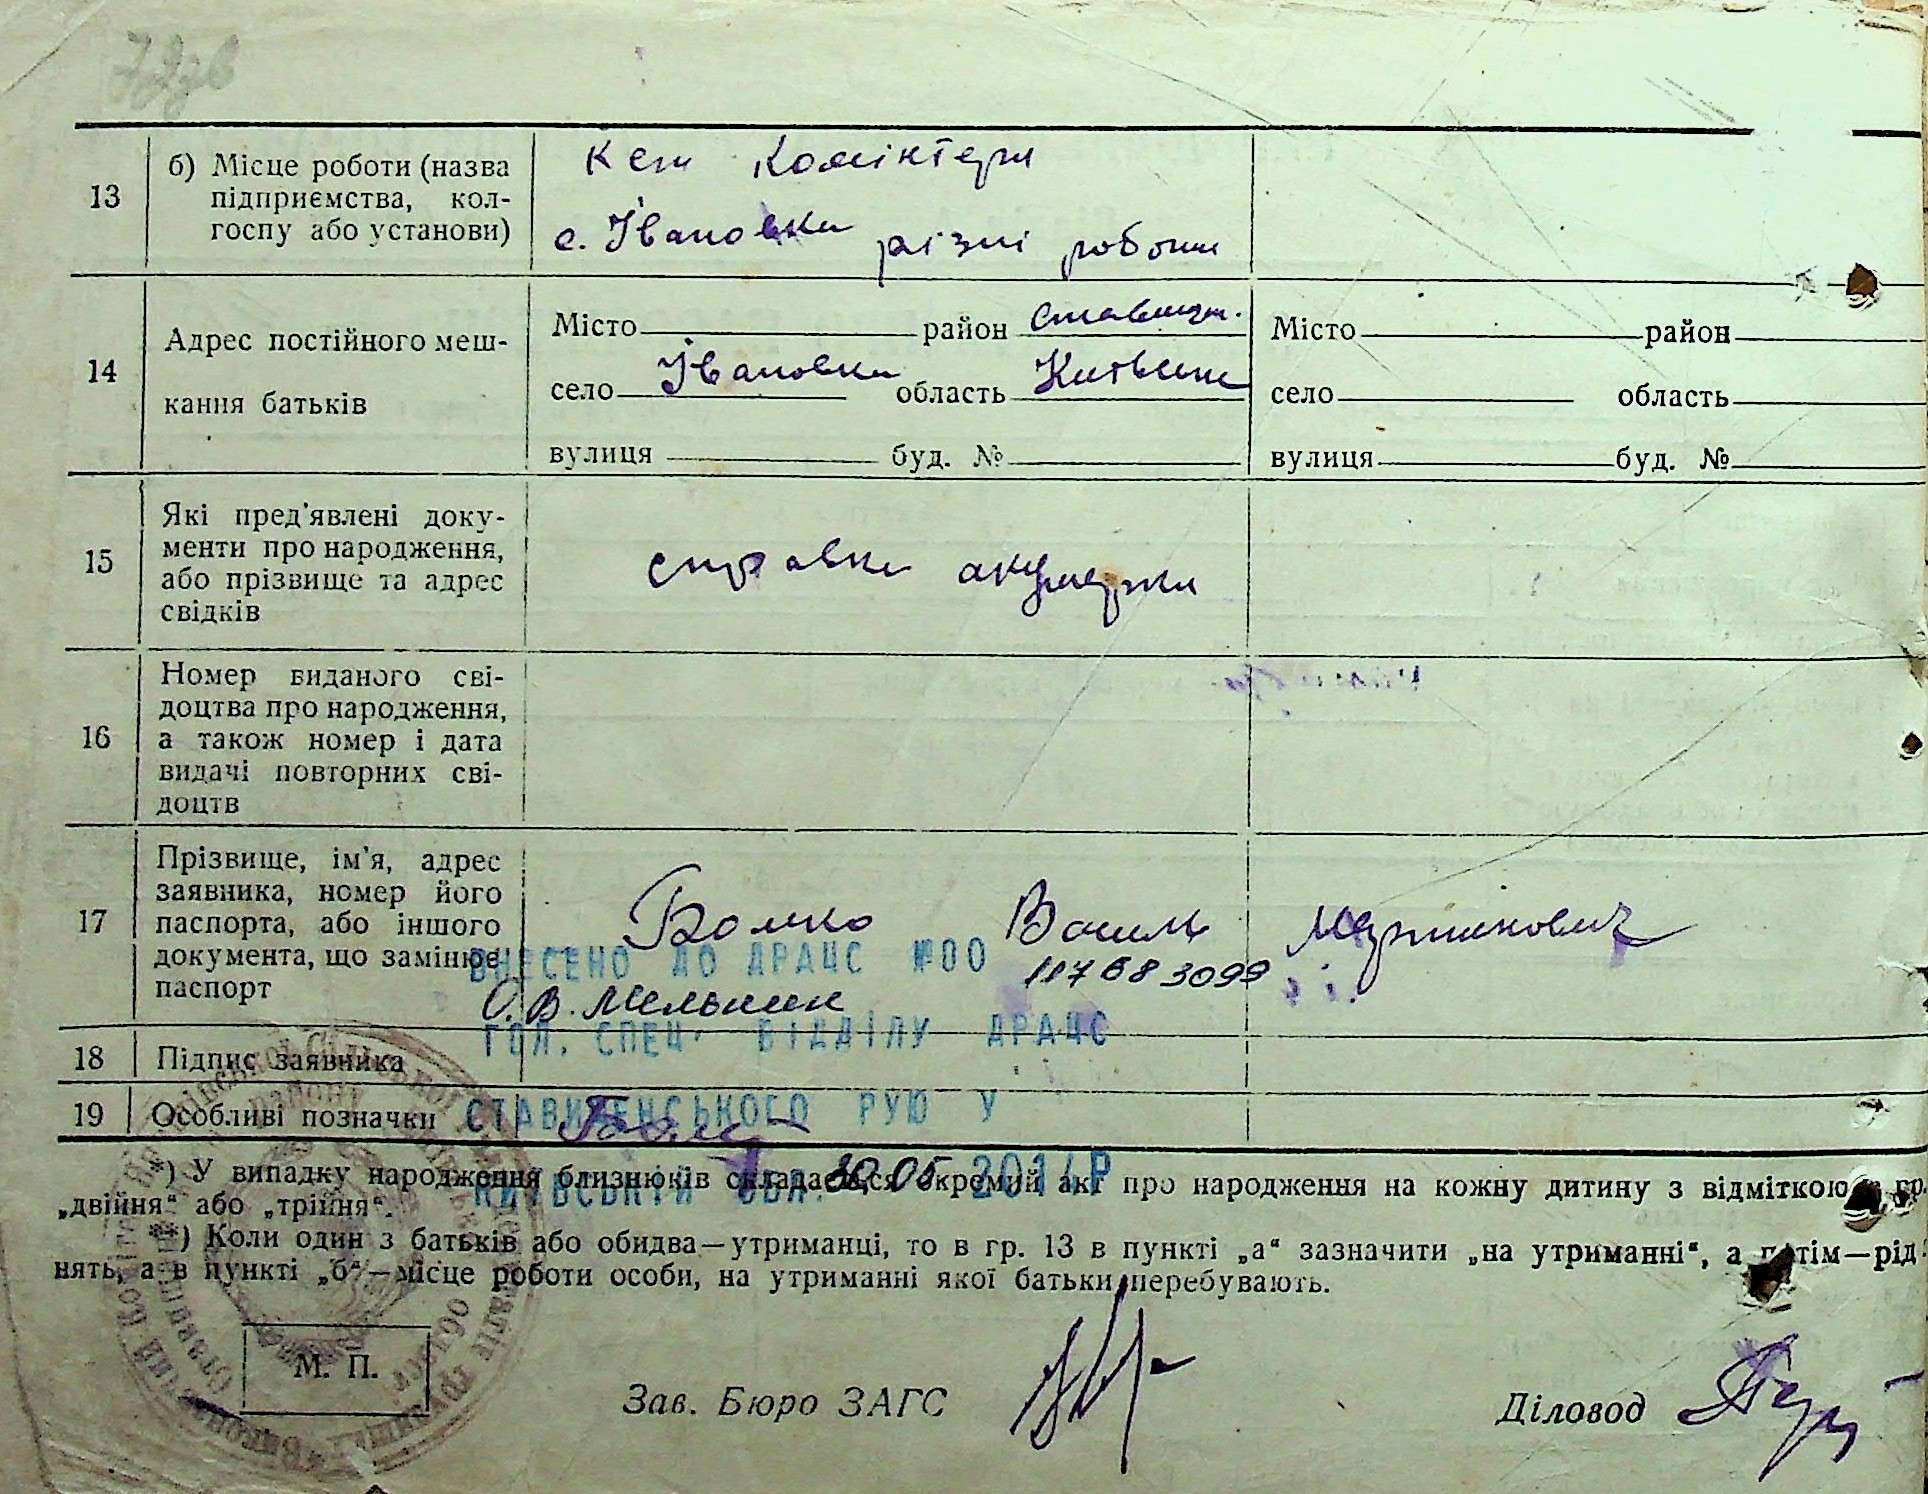 13
б) Місце роботи (назва
підприємства, кол-
госпу або установи)
Комінтерн
с. Івановка різні роботи
14
Адрес постійного меш-
кання батьків
Місто район Ставищ.
село Івановка область Київська
вулиця буд. №
Місто район
село область
вулиця буд. №
15
Які пред'явлені доку-
менти про народження,
або прізвище та адрес
свідків
справка акушерки
16
Номер виданого сві-
доцтва про народження,
а також номер і дата
видачі повторних сві-
доцтв
17
Прізвище, ім'я, адрес
заявника, номер його
паспорта, або іншого
документа, що замінює
паспорт
Бомко Василь Мартинович
ВНЕСЕНО ДО ДРАЦС №00 117683099
О.В. Мельник
ГОЛ. СПЕЦ. ВІДДІЛУ ДРАЦС
18
Підпис заявника
19
Особливі позначки
СТАВИЩЕНСЬКОГО РУЮ У
КИЇВСЬКІЙ ОБЛ. 30.05 2014Р
*) У випадку народження близнюків складається окремий акт про народження на кожну дитину з відміткою в гр.
„двійня“ або „трійня“.
**) Коли один з батьків або обидва—утриманці, то в гр. 13 в пункті „а“ зазначити „на утриманні“, а потім—рід
нять, а в пункті „б“—місце роботи особи, на утриманні якої батьки перебувають.
М. П.
Зав. Бюро ЗАГС
Діловод